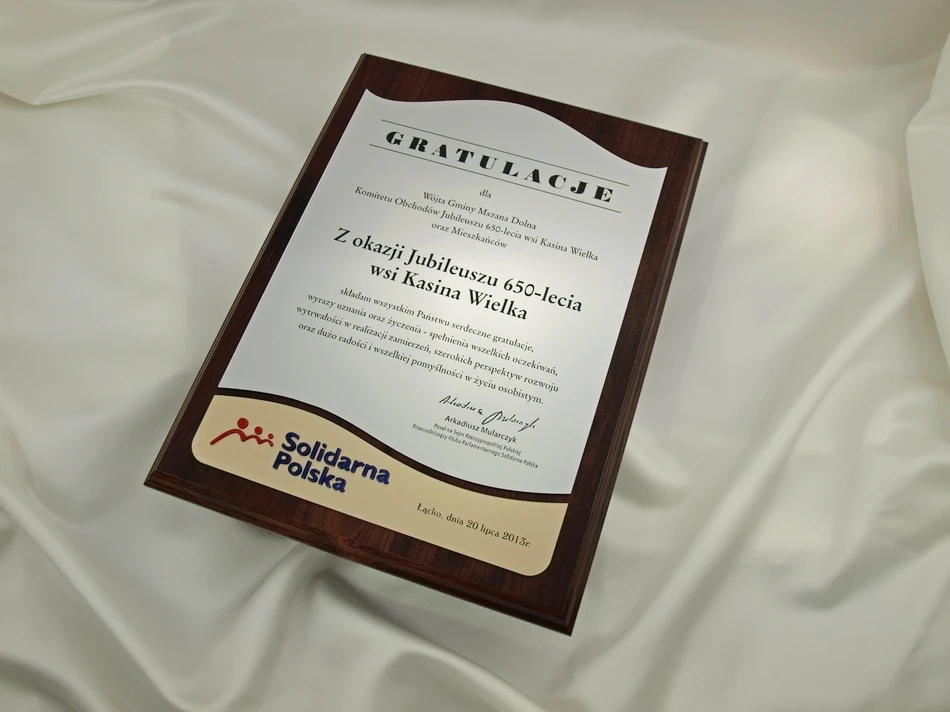 GRATULACJE
dla
Wójta Gminy Mszana Dolna
Komitetu Obchodów Jubileuszu 650-lecia wsi Kasina Wielka
oraz Mieszkańców
Z okazji Jubileuszu 650-lecia
wsi Kasina Wielka
składam wszystkim Państwu serdeczne gratulacje,
wyrazy uznania oraz życzenia - spełnienia wszelkich oczekiwań,
wytrwałości w realizacji zamierzeń, szerokich perspektyw rozwoju
oraz dużo radości i wszelkiej pomyślności w życiu osobistym.
Arkadiusz Mularczyk
Arkadiusz Mularczyk
Poseł na Sejm Rzeczypospolitej Polskiej
Przewodniczący Klubu Parlamentarnego Solidarna Polska
Solidarna
Polska
Łącko, dnia 20 lipca 2013r.